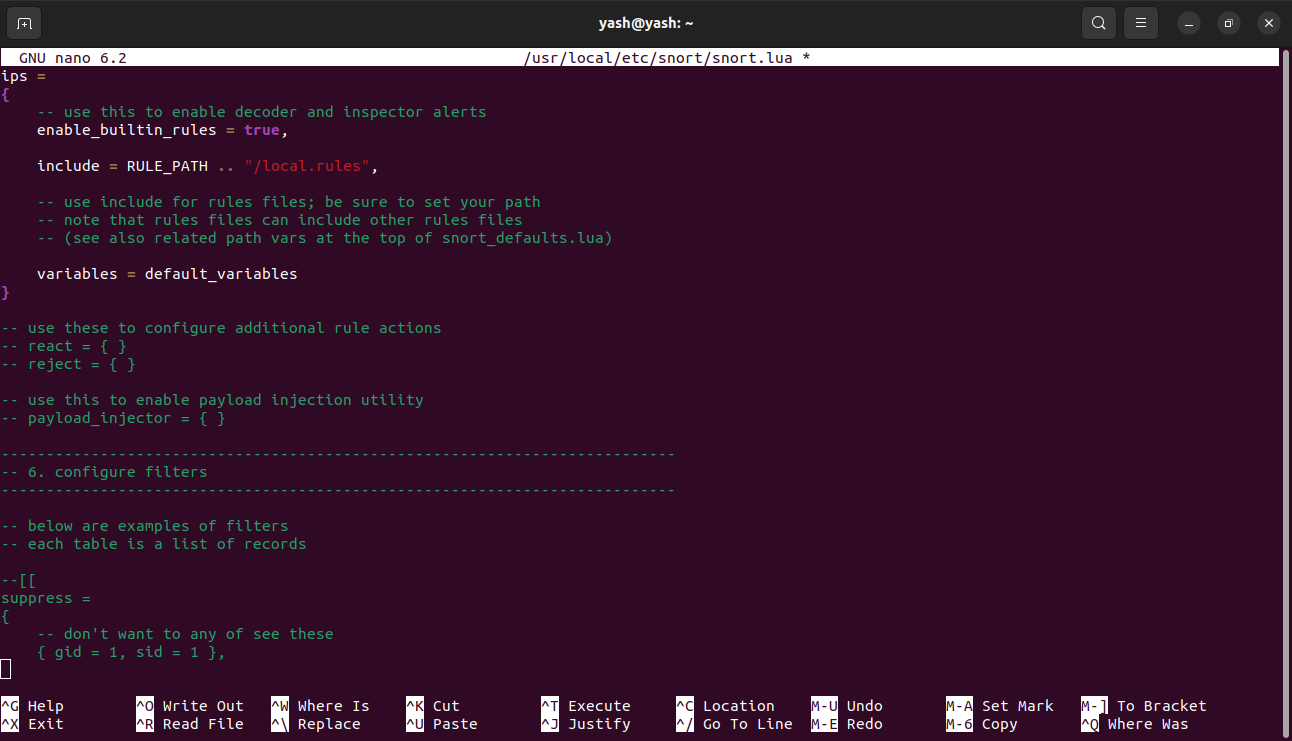 yash@yash: ~
GNU nano 6.2 /usr/local/etc/snort/snort.lua *
ips =
{
    -- use this to enable decoder and inspector alerts
    enable_builtin_rules = true,

    include = RULE_PATH .. "/local.rules",

    -- use include for rules files; be sure to set your path
    -- note that rules files can include other rules files
    -- (see also related path vars at the top of snort_defaults.lua)

    variables = default_variables
}

-- use these to configure additional rule actions
-- react = { }
-- reject = { }

-- use this to enable payload injection utility
-- payload_injector = { }

---------------------------------------------------------------------------
-- 6. configure filters
---------------------------------------------------------------------------

-- below are examples of filters
-- each table is a list of records

--[[
suppress =
{
    -- don't want to any of see these
    { gid = 1, sid = 1 },

^G Help ^O Write Out ^W Where Is ^K Cut ^T Execute ^C Location M-U Undo M-A Set Mark M-] To Bracket
^X Exit ^R Read File ^\ Replace ^U Paste ^J Justify ^/ Go To Line M-E Redo M-6 Copy ^Q Where Was